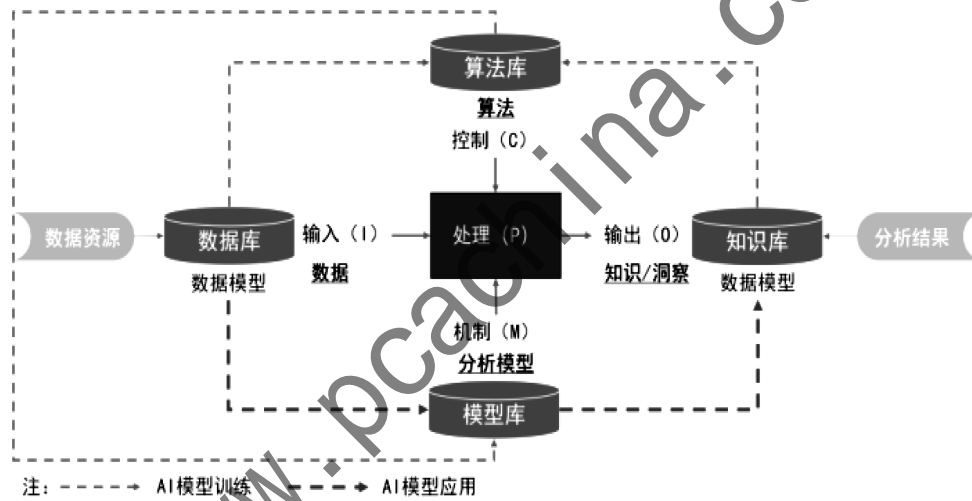 算法库
算法
控制（C）
数据资源
数据库
输入（I）
处理（P）
输出（O）
知识库
分析结果
数据模型
数据
知识/洞察
数据模型
机制（M）
分析模型
模型库
注： AI模型训练 AI模型应用
www.pcachina.co